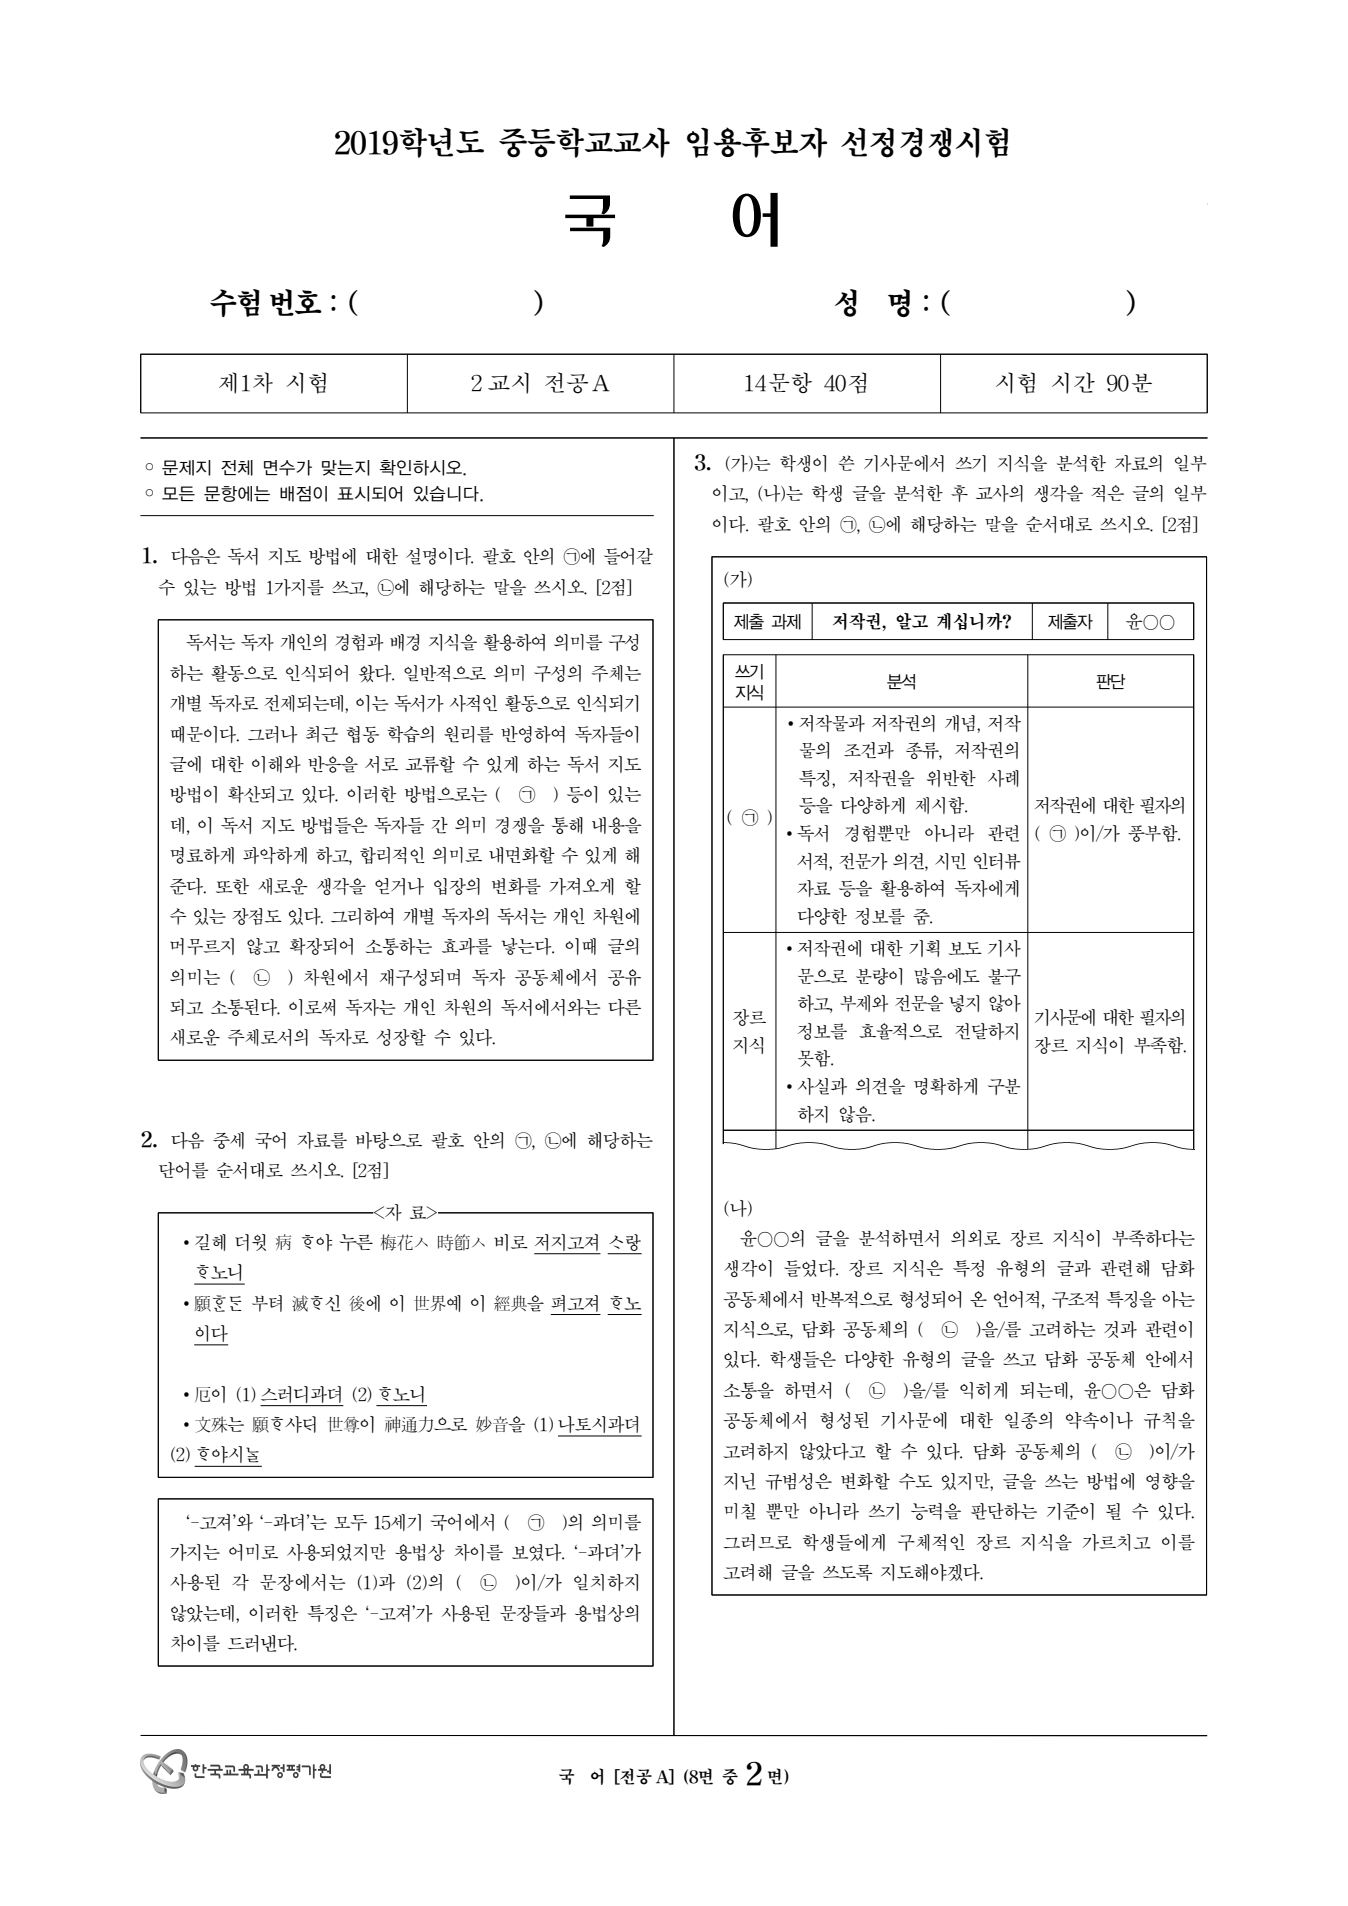 2019학년도 중등학교교사 임용후보자 선정경쟁시험
국 어
수험 번호 : ( )
성 명 : ( )
제1차 시험
2 교시 전공 A
14문항 40점
시험 시간 90분
○ 문제지 전체 면수가 맞는지 확인하시오.
○ 모든 문항에는 배점이 표시되어 있습니다.
1. 다음은 독서 지도 방법에 대한 설명이다. 괄호 안의 ㉠에 들어갈
수 있는 방법 1가지를 쓰고, ㉡에 해당하는 말을 쓰시오. [2점]
독서는 독자 개인의 경험과 배경 지식을 활용하여 의미를 구성
하는 활동으로 인식되어 왔다. 일반적으로 의미 구성의 주체는
개별 독자로 전제되는데, 이는 독서가 사적인 활동으로 인식되기
때문이다. 그러나 최근 협동 학습의 원리를 반영하여 독자들이
글에 대한 이해와 반응을 서로 교류할 수 있게 하는 독서 지도
방법이 확산되고 있다. 이러한 방법으로는 ( ㉠ ) 등이 있는
데, 이 독서 지도 방법들은 독자들 간 의미 경쟁을 통해 내용을
명료하게 파악하게 하고, 합리적인 의미로 내면화할 수 있게 해
준다. 또한 새로운 생각을 얻거나 입장의 변화를 가져오게 할
수 있는 장점도 있다. 그리하여 개별 독자의 독서는 개인 차원에
머무르지 않고 확장되어 소통하는 효과를 낳는다. 이때 글의
의미는 ( ㉡ ) 차원에서 재구성되며 독자 공동체에서 공유
되고 소통된다. 이로써 독자는 개인 차원의 독서에서와는 다른
새로운 주체로서의 독자로 성장할 수 있다.
2. 다음 중세 국어 자료를 바탕으로 괄호 안의 ㉠, ㉡에 해당하는
단어를 순서대로 쓰시오. [2점]
<자 료>
• 길헤 더윗 病 ᄒᆞ야 누른 梅花ㅅ 時節ㅅ 비로 저지고져 ᄉᆞ랑
ᄒᆞ노니
• 願ᄒᆞᆫᄃᆞᆫ 부텨 滅ᄒᆞ신 後에 이 世界예 이 經典을 펴고져 ᄒᆞ노
이다
• 厄이 (1) 스러디과뎌 (2) ᄒᆞ노니
• 文殊는 願ᄒᆞ샤ᄃᆡ 世尊이 神通力으로 妙音을 (1) 나토시과뎌
(2) ᄒᆞ야시ᄂᆞᆯ
‘-고져’와 ‘-과뎌’는 모두 15세기 국어에서 ( ㉠ )의 의미를
가지는 어미로 사용되었지만 용법상 차이를 보였다. ‘-과뎌’가
사용된 각 문장에서는 (1)과 (2)의 ( ㉡ )이/가 일치하지
않았는데, 이러한 특징은 ‘-고져’가 사용된 문장들과 용법상의
차이를 드러낸다.
3. (가)는 학생이 쓴 기사문에서 쓰기 지식을 분석한 자료의 일부
이고, (나)는 학생 글을 분석한 후 교사의 생각을 적은 글의 일부
이다. 괄호 안의 ㉠, ㉡에 해당하는 말을 순서대로 쓰시오. [2점]
(가)
제출 과제
저작권, 알고 계십니까?
제출자
윤○○
쓰기
지식
분석
판단
( ㉠ )
• 저작물과 저작권의 개념, 저작
물의 조건과 종류, 저작권의
특징, 저작권을 위반한 사례
등을 다양하게 제시함.
• 독서 경험뿐만 아니라 관련
서적, 전문가 의견, 시민 인터뷰
자료 등을 활용하여 독자에게
다양한 정보를 줌.
저작권에 대한 필자의
( ㉠ )이/가 풍부함.
장르
지식
• 저작권에 대한 기획 보도 기사
문으로 분량이 많음에도 불구
하고, 부제와 전문을 넣지 않아
정보를 효율적으로 전달하지
못함.
• 사실과 의견을 명확하게 구분
하지 않음.
기사문에 대한 필자의
장르 지식이 부족함.
(나)
윤○○의 글을 분석하면서 의외로 장르 지식이 부족하다는
생각이 들었다. 장르 지식은 특정 유형의 글과 관련해 담화
공동체에서 반복적으로 형성되어 온 언어적, 구조적 특징을 아는
지식으로, 담화 공동체의 ( ㉡ )을/를 고려하는 것과 관련이
있다. 학생들은 다양한 유형의 글을 쓰고 담화 공동체 안에서
소통을 하면서 ( ㉡ )을/를 익히게 되는데, 윤○○은 담화
공동체에서 형성된 기사문에 대한 일종의 약속이나 규칙을
고려하지 않았다고 할 수 있다. 담화 공동체의 ( ㉡ )이/가
지닌 규범성은 변화할 수도 있지만, 글을 쓰는 방법에 영향을
미칠 뿐만 아니라 쓰기 능력을 판단하는 기준이 될 수 있다.
그러므로 학생들에게 구체적인 장르 지식을 가르치고 이를
고려해 글을 쓰도록 지도해야겠다.
한국교육과정평가원
국 어 [전공 A] (8면 중 2 면)